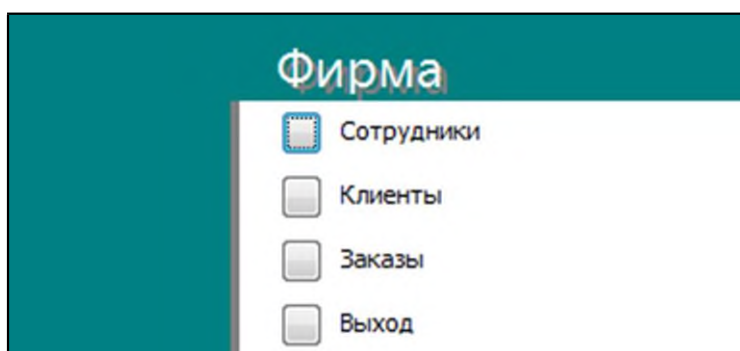 Фирма
Сотрудники
Клиенты
Заказы
Выход